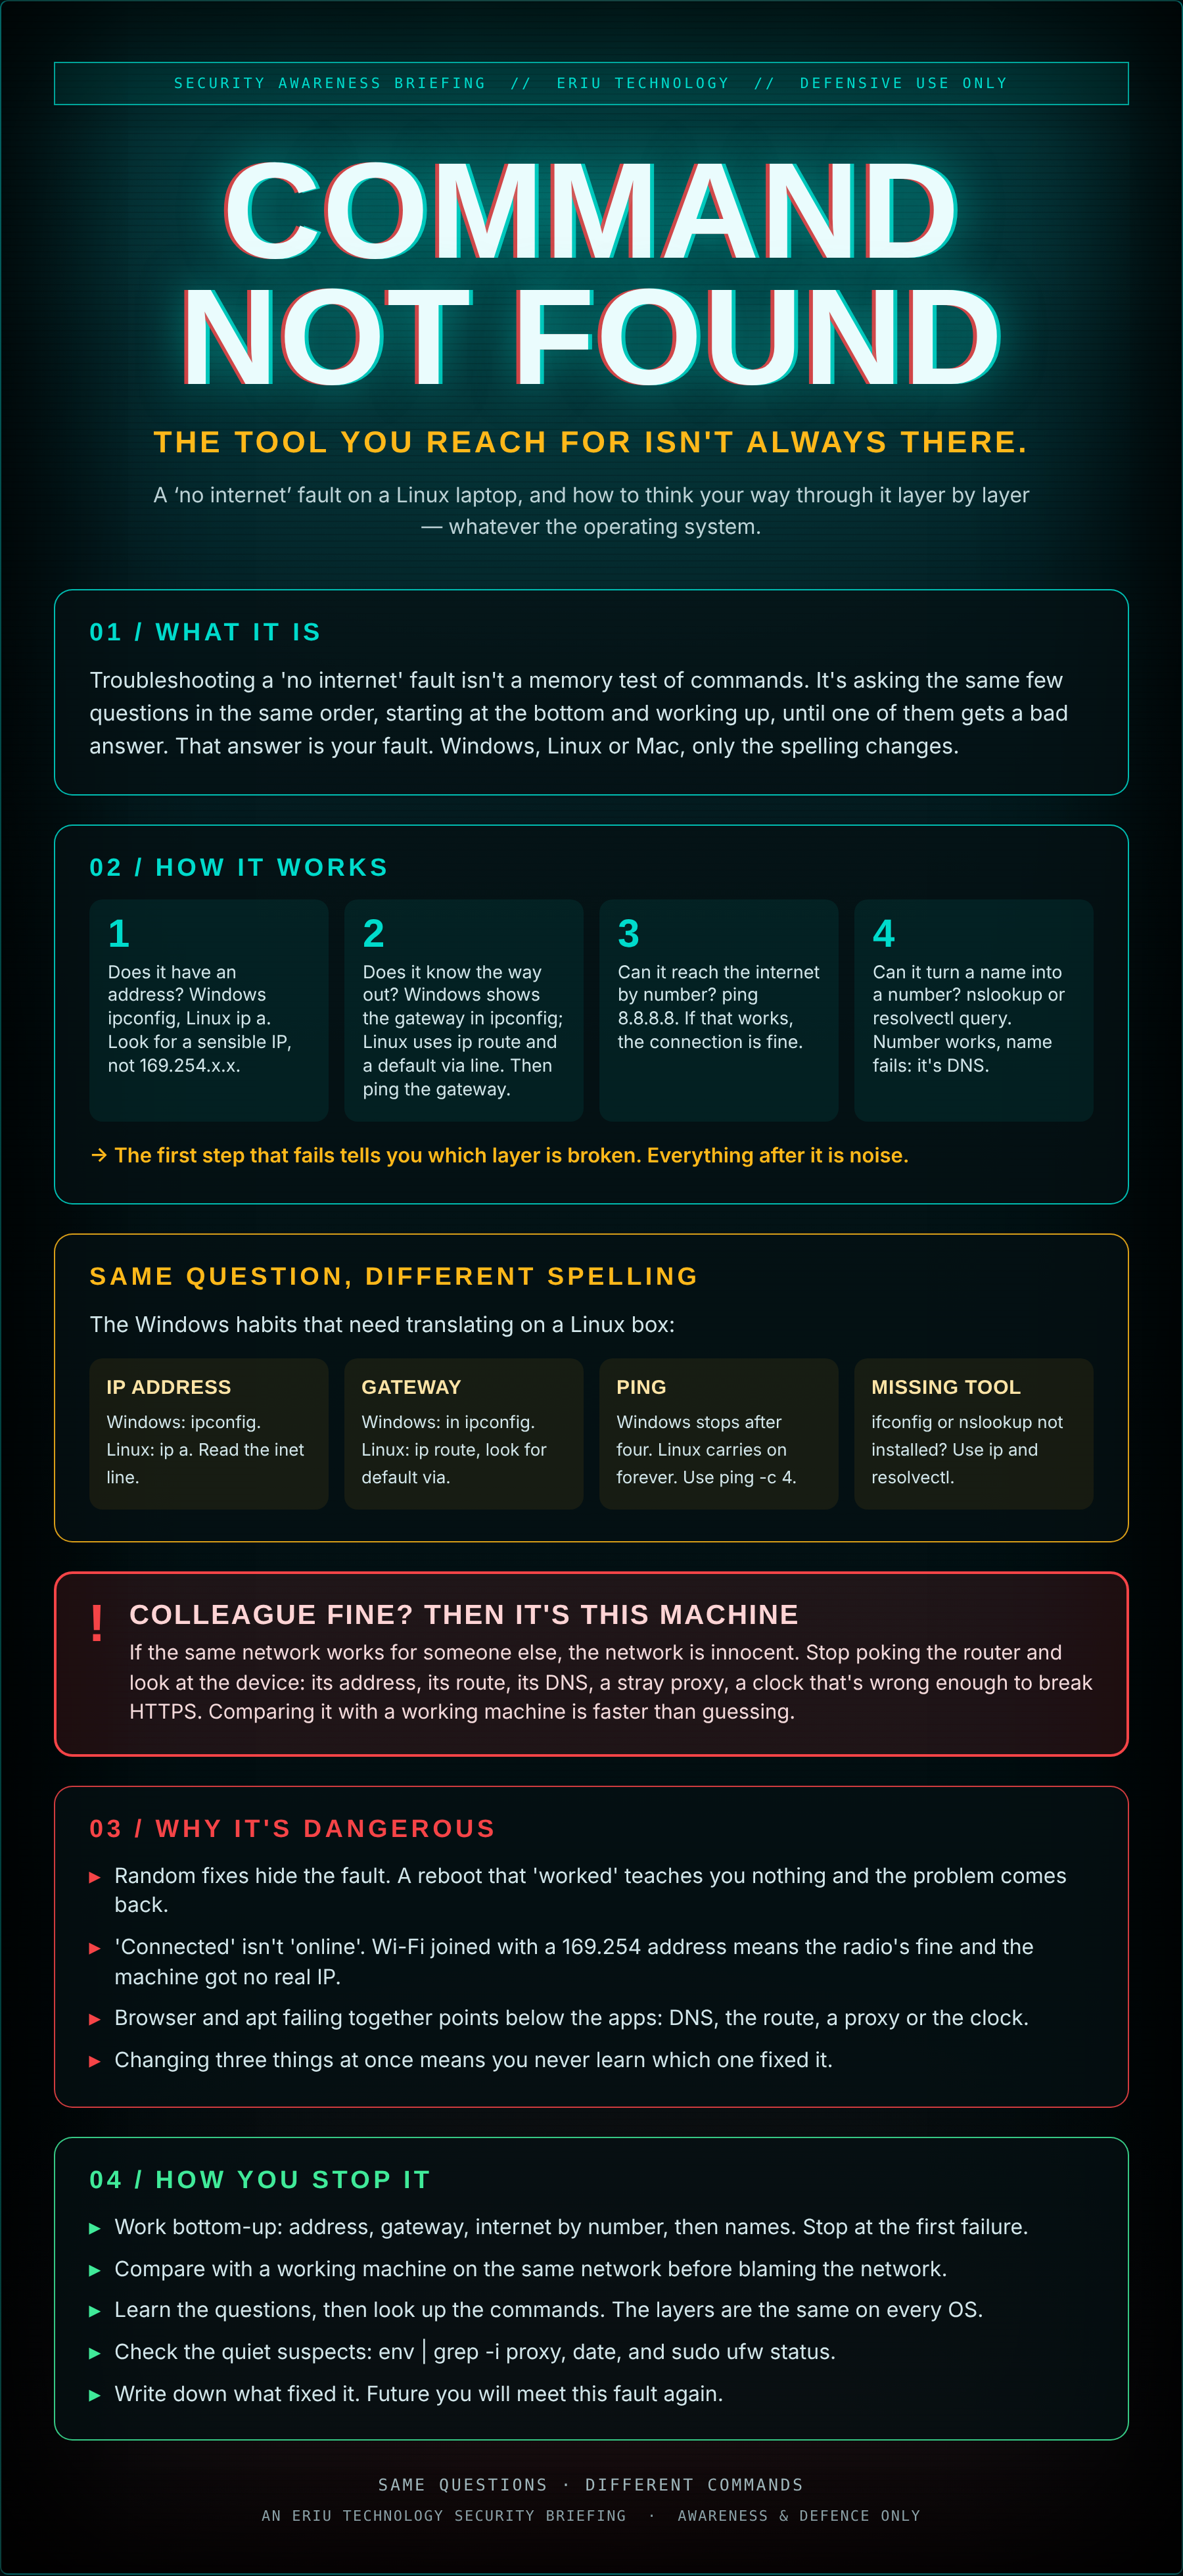 SECURITY AWARENESS BRIEFING // ERIU TECHNOLOGY // DEFENSIVE USE ONLY
COMMAND
NOT FOUND
THE TOOL YOU REACH FOR ISN'T ALWAYS THERE.
A ‘no internet’ fault on a Linux laptop, and how to think your way through it layer by layer
— whatever the operating system.
01 / WHAT IT IS
Troubleshooting a 'no internet' fault isn't a memory test of commands. It's asking the same few
questions in the same order, starting at the bottom and working up, until one of them gets a bad
answer. That answer is your fault. Windows, Linux or Mac, only the spelling changes.
02 / HOW IT WORKS
1
Does it have an
address? Windows
ipconfig, Linux ip a.
Look for a sensible IP,
not 169.254.x.x.
2
Does it know the way
out? Windows shows
the gateway in ipconfig;
Linux uses ip route and
a default via line. Then
ping the gateway.
3
Can it reach the internet
by number? ping
8.8.8.8. If that works,
the connection is fine.
4
Can it turn a name into
a number? nslookup or
resolvectl query.
Number works, name
fails: it's DNS.
→ The first step that fails tells you which layer is broken. Everything after it is noise.
SAME QUESTION, DIFFERENT SPELLING
The Windows habits that need translating on a Linux box:
IP ADDRESS
Windows: ipconfig.
Linux: ip a. Read the inet
line.
GATEWAY
Windows: in ipconfig.
Linux: ip route, look for
default via.
PING
Windows stops after
four. Linux carries on
forever. Use ping -c 4.
MISSING TOOL
ifconfig or nslookup not
installed? Use ip and
resolvectl.
!
COLLEAGUE FINE? THEN IT'S THIS MACHINE
If the same network works for someone else, the network is innocent. Stop poking the router and
look at the device: its address, its route, its DNS, a stray proxy, a clock that's wrong enough to break
HTTPS. Comparing it with a working machine is faster than guessing.
03 / WHY IT'S DANGEROUS
▸ Random fixes hide the fault. A reboot that 'worked' teaches you nothing and the problem comes
back.
▸ 'Connected' isn't 'online'. Wi-Fi joined with a 169.254 address means the radio's fine and the
machine got no real IP.
▸ Browser and apt failing together points below the apps: DNS, the route, a proxy or the clock.
▸ Changing three things at once means you never learn which one fixed it.
04 / HOW YOU STOP IT
▸ Work bottom-up: address, gateway, internet by number, then names. Stop at the first failure.
▸ Compare with a working machine on the same network before blaming the network.
▸ Learn the questions, then look up the commands. The layers are the same on every OS.
▸ Check the quiet suspects: env | grep -i proxy, date, and sudo ufw status.
▸ Write down what fixed it. Future you will meet this fault again.
SAME QUESTIONS · DIFFERENT COMMANDS
AN ERIU TECHNOLOGY SECURITY BRIEFING · AWARENESS & DEFENCE ONLY